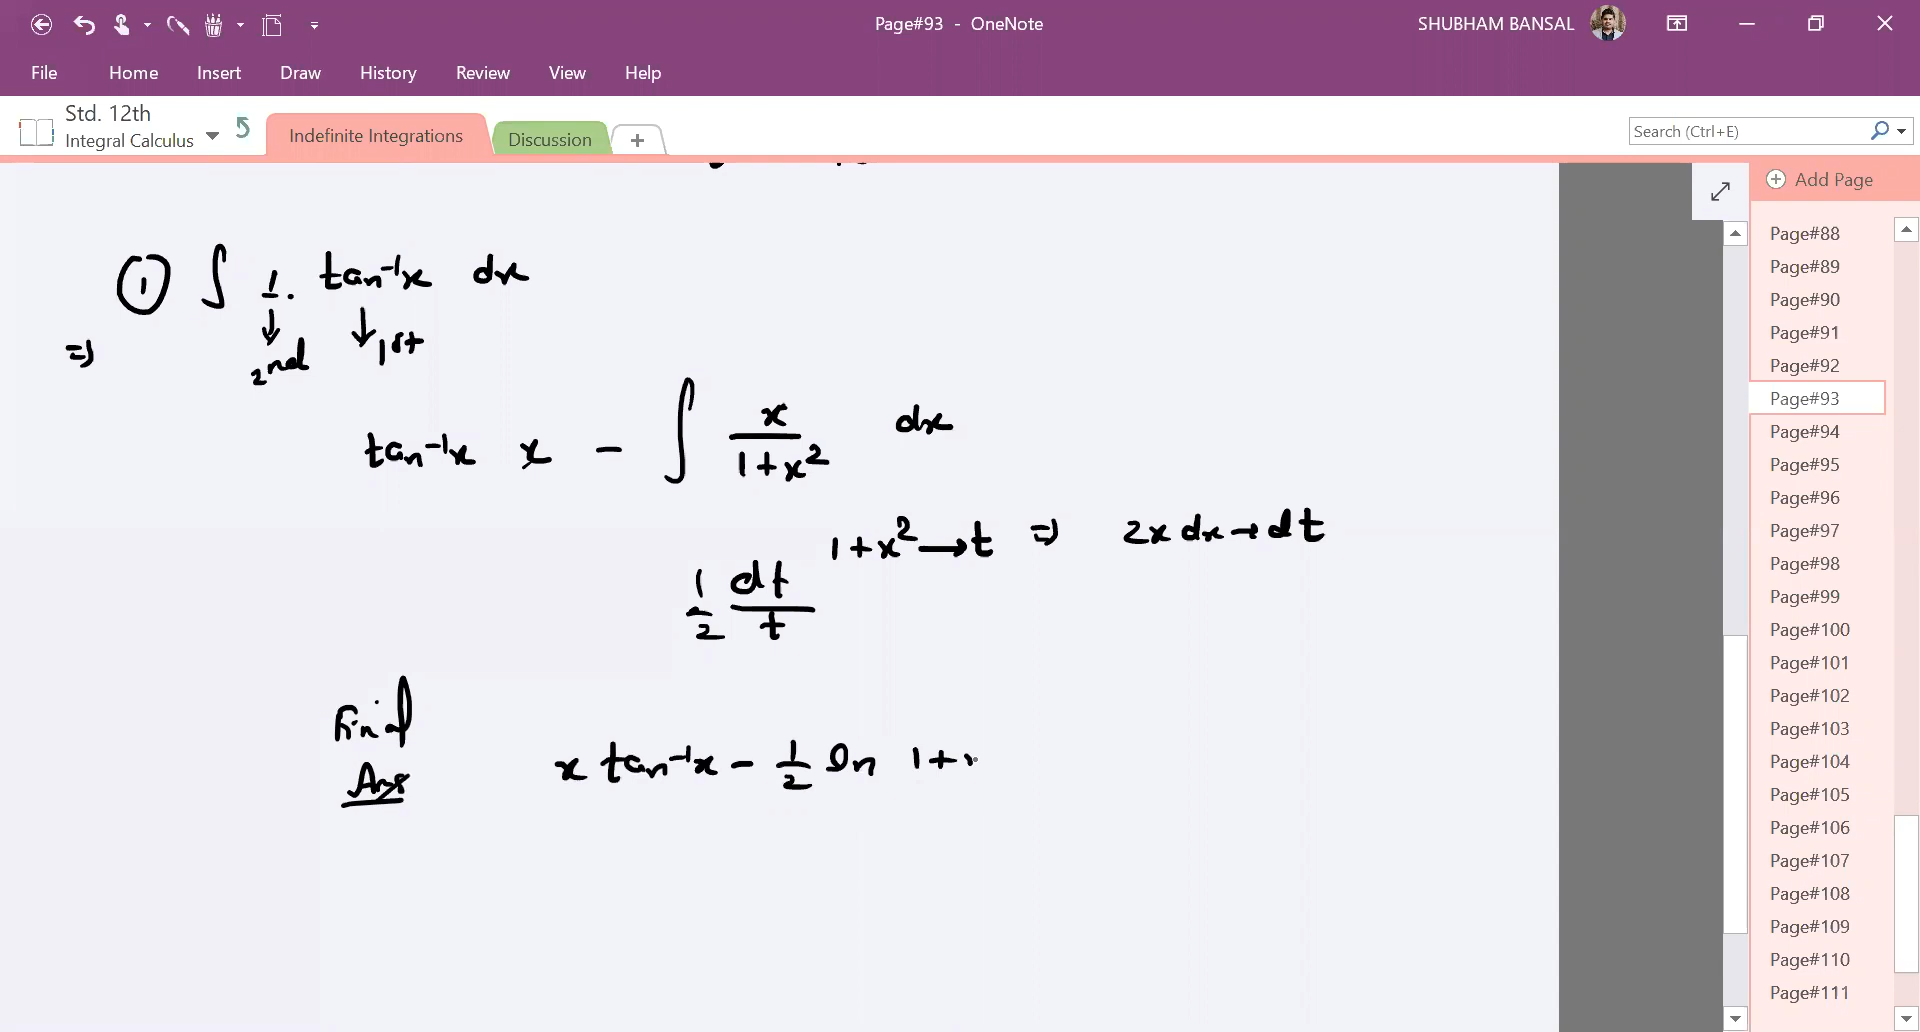 Page#93 - OneNote
SHUBHAM BANSAL
File Home Insert Draw History Review View Help
Std. 12th
Integral Calculus
Indefinite Integrations
Discussion
+
Search (Ctrl+E)
Add Page
① ∫ 1. tan⁻¹x dx
⇒ ↓ 2nd ↓ 1st
tan⁻¹x x − ∫ x/(1+x²) dx
1+x² → t ⇒ 2x dx → dt
1/2 dt/t
Final
Ans
x tan⁻¹x − 1/2 ln 1+
Page#88
Page#89
Page#90
Page#91
Page#92
Page#93
Page#94
Page#95
Page#96
Page#97
Page#98
Page#99
Page#100
Page#101
Page#102
Page#103
Page#104
Page#105
Page#106
Page#107
Page#108
Page#109
Page#110
Page#111